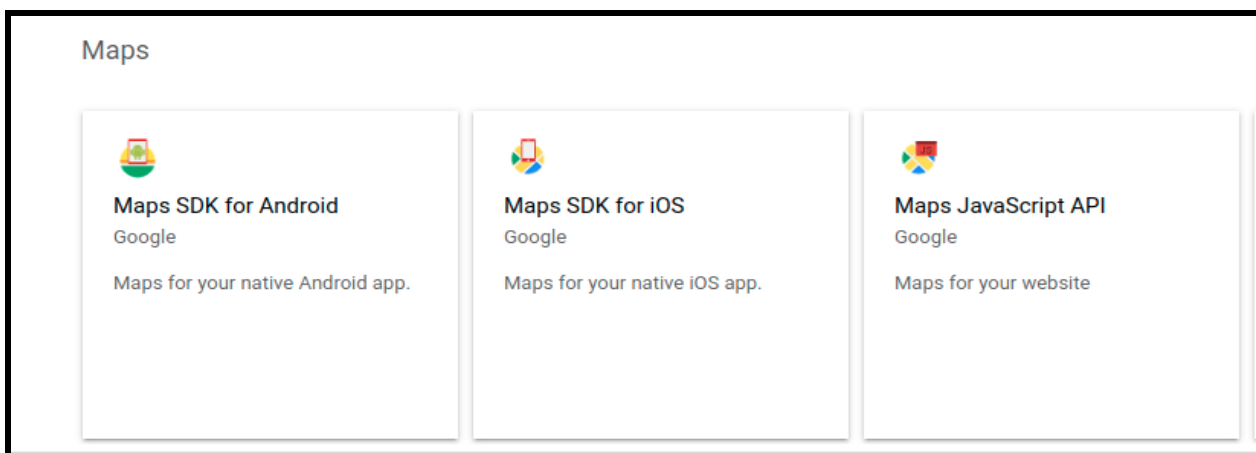 Maps
Maps SDK for Android
Google
Maps for your native Android app.
Maps SDK for iOS
Google
Maps for your native iOS app.
JS
Maps JavaScript API
Google
Maps for your website